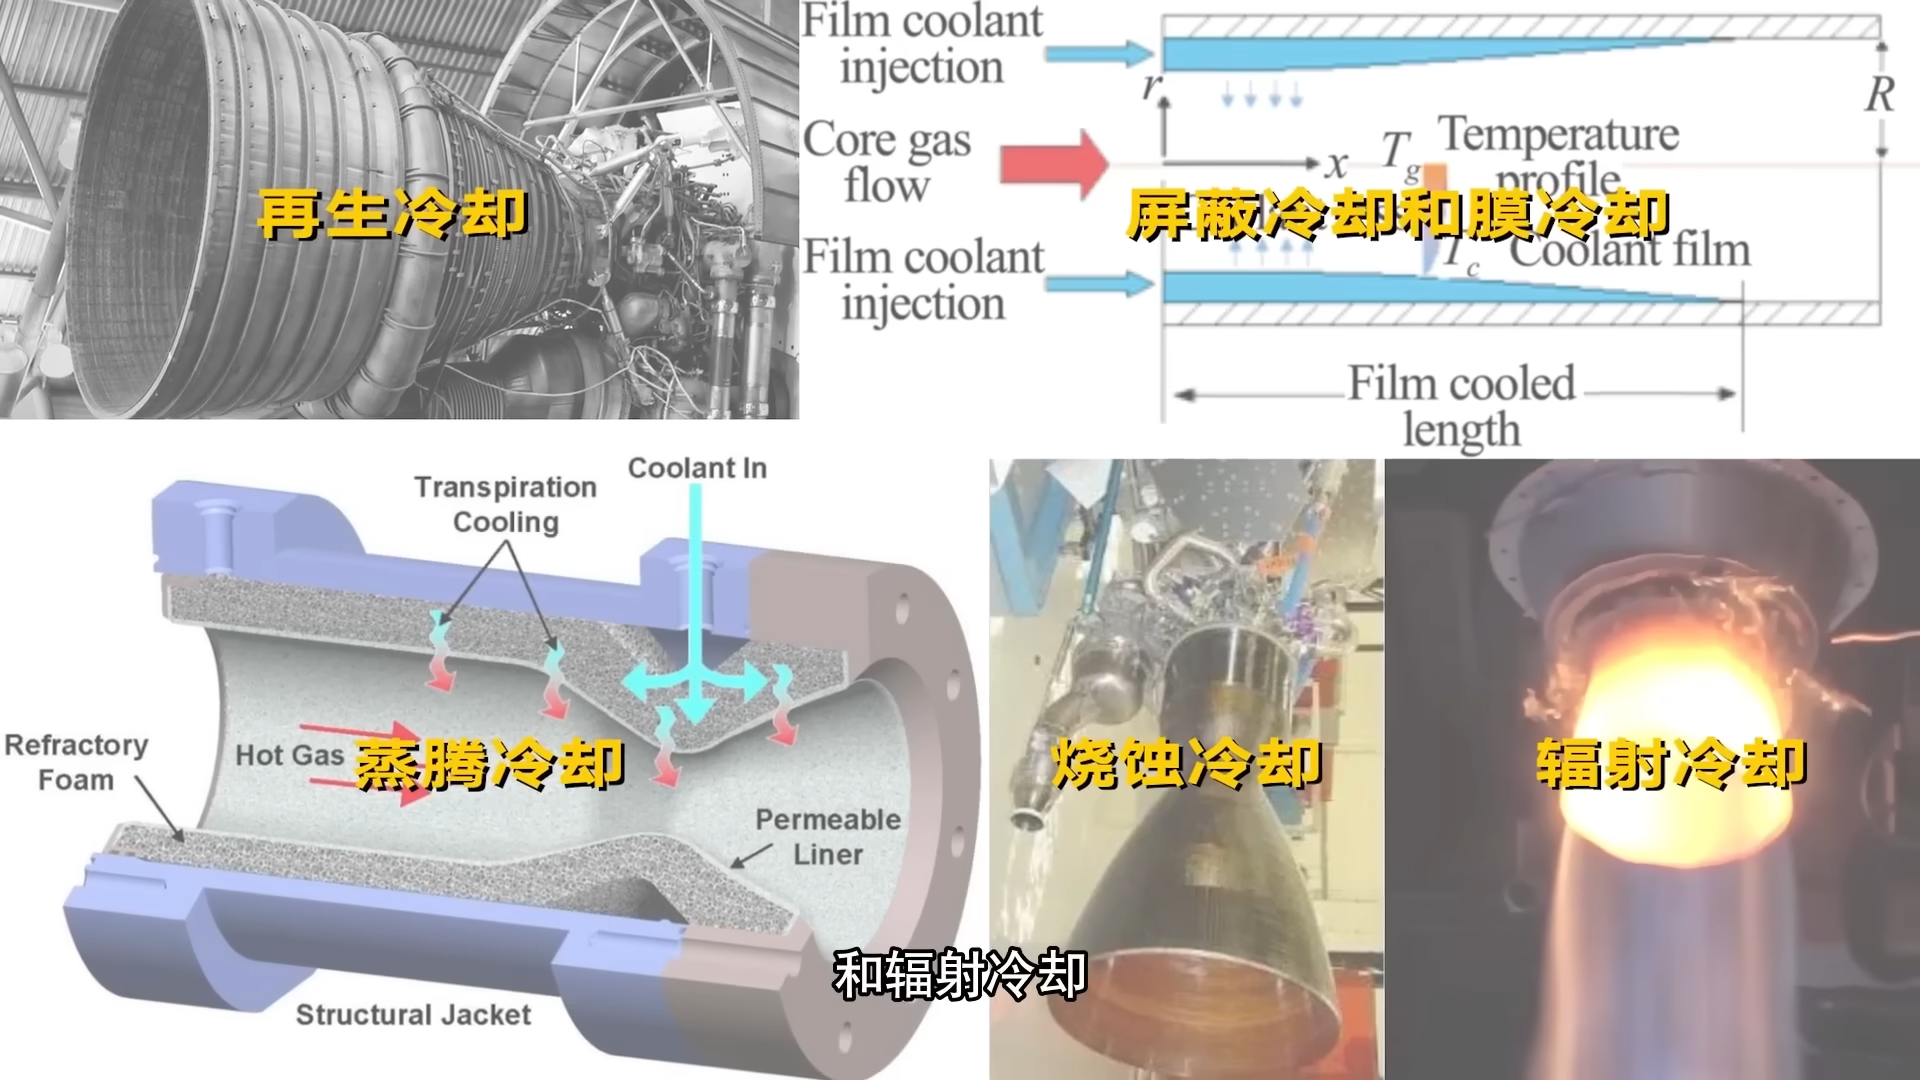 再生冷却
Film coolant
injection
Core gas
flow
Film coolant
injection
r
x
R
Tg
Temperature
profile
屏蔽冷却和膜冷却
Tc
Coolant film
Film cooled
length
Transpiration
Cooling
Coolant In
Refractory
Foam
Hot Gas
蒸腾冷却
Permeable
Liner
Structural Jacket
烧蚀冷却
辐射冷却
和辐射冷却